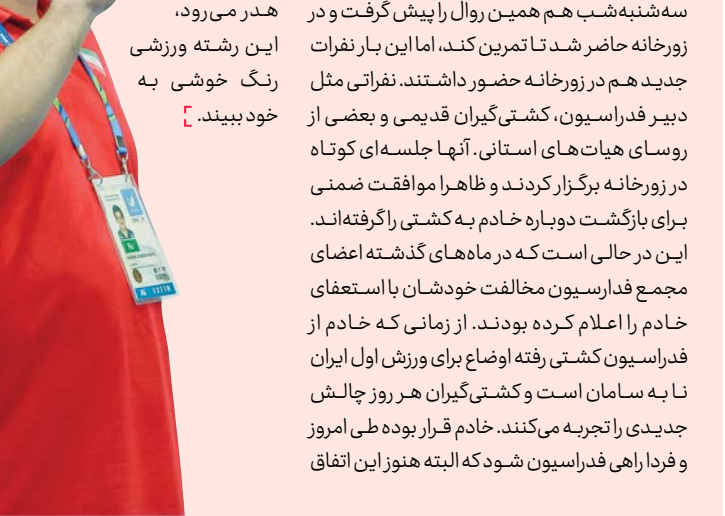 سه‌شنبه‌شب هم همین روال را پیش گرفت و در
زورخانه حاضر شد تا تمرین کند، اما این بار نفرات
جدید هم در زورخانه حضور داشتند. نفراتی مثل
دبیر فدراسیون، کشتی‌گیران قدیمی و بعضی از
روسای هیات‌های استانی. آنها جلسه‌ای کوتاه
در زورخانه برگزار کردند و ظاهرا موافقت ضمنی
برای بازگشت دوباره خادم به کشتی را گرفته‌اند.
این در حالی است که در ماه‌های گذشته اعضای
مجمع فدارسیون مخالفت خودشان با استعفای
خادم را اعلام کرده بودند. از زمانی که خادم از
فدراسیون کشتی رفته اوضاع برای ورزش اول ایران
نا به سامان است و کشتی‌گیران هر روز چالش
جدیدی را تجربه می‌کنند. خادم قرار بوده طی امروز
و فردا راهی فدراسیون شود که البته هنوز این اتفاق
هدر می‌رود،
این رشته ورزشی
رنگ خوشی به
خود ببیند.